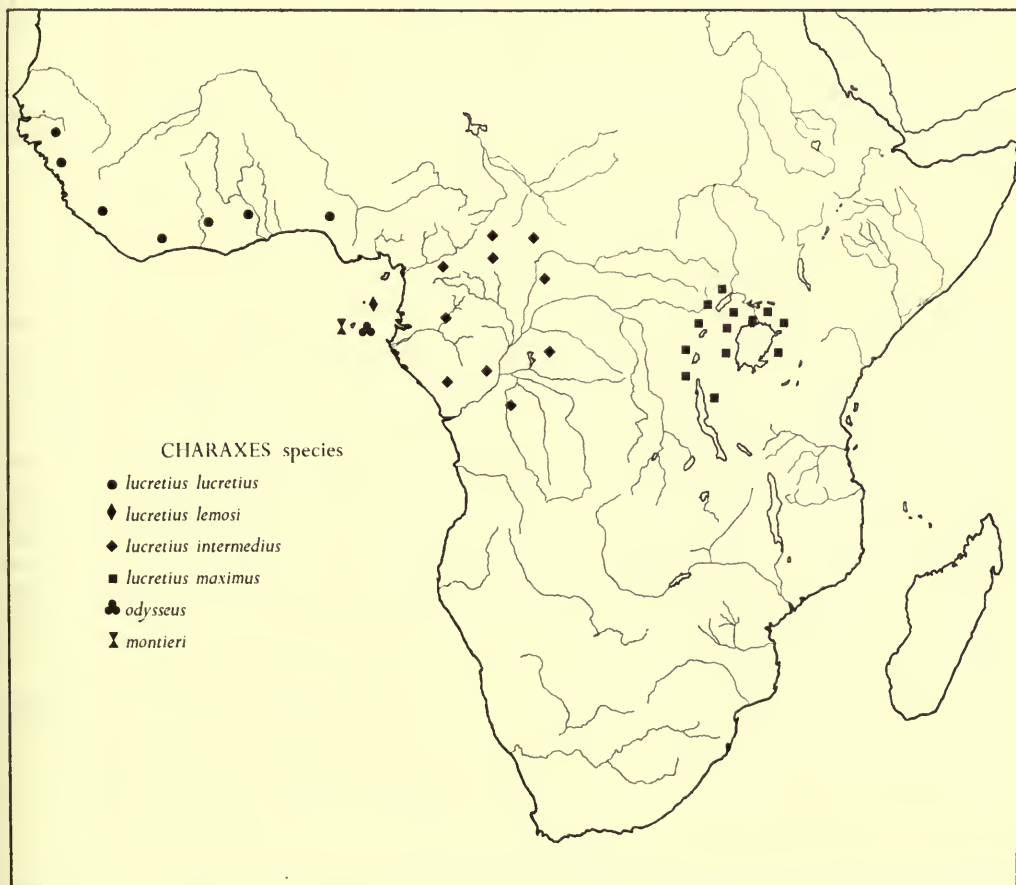 CHARAXES species
lucretius lucretius
lucretius lemosi
lucretius intermedius
lucretius maximus
odysseus
montieri